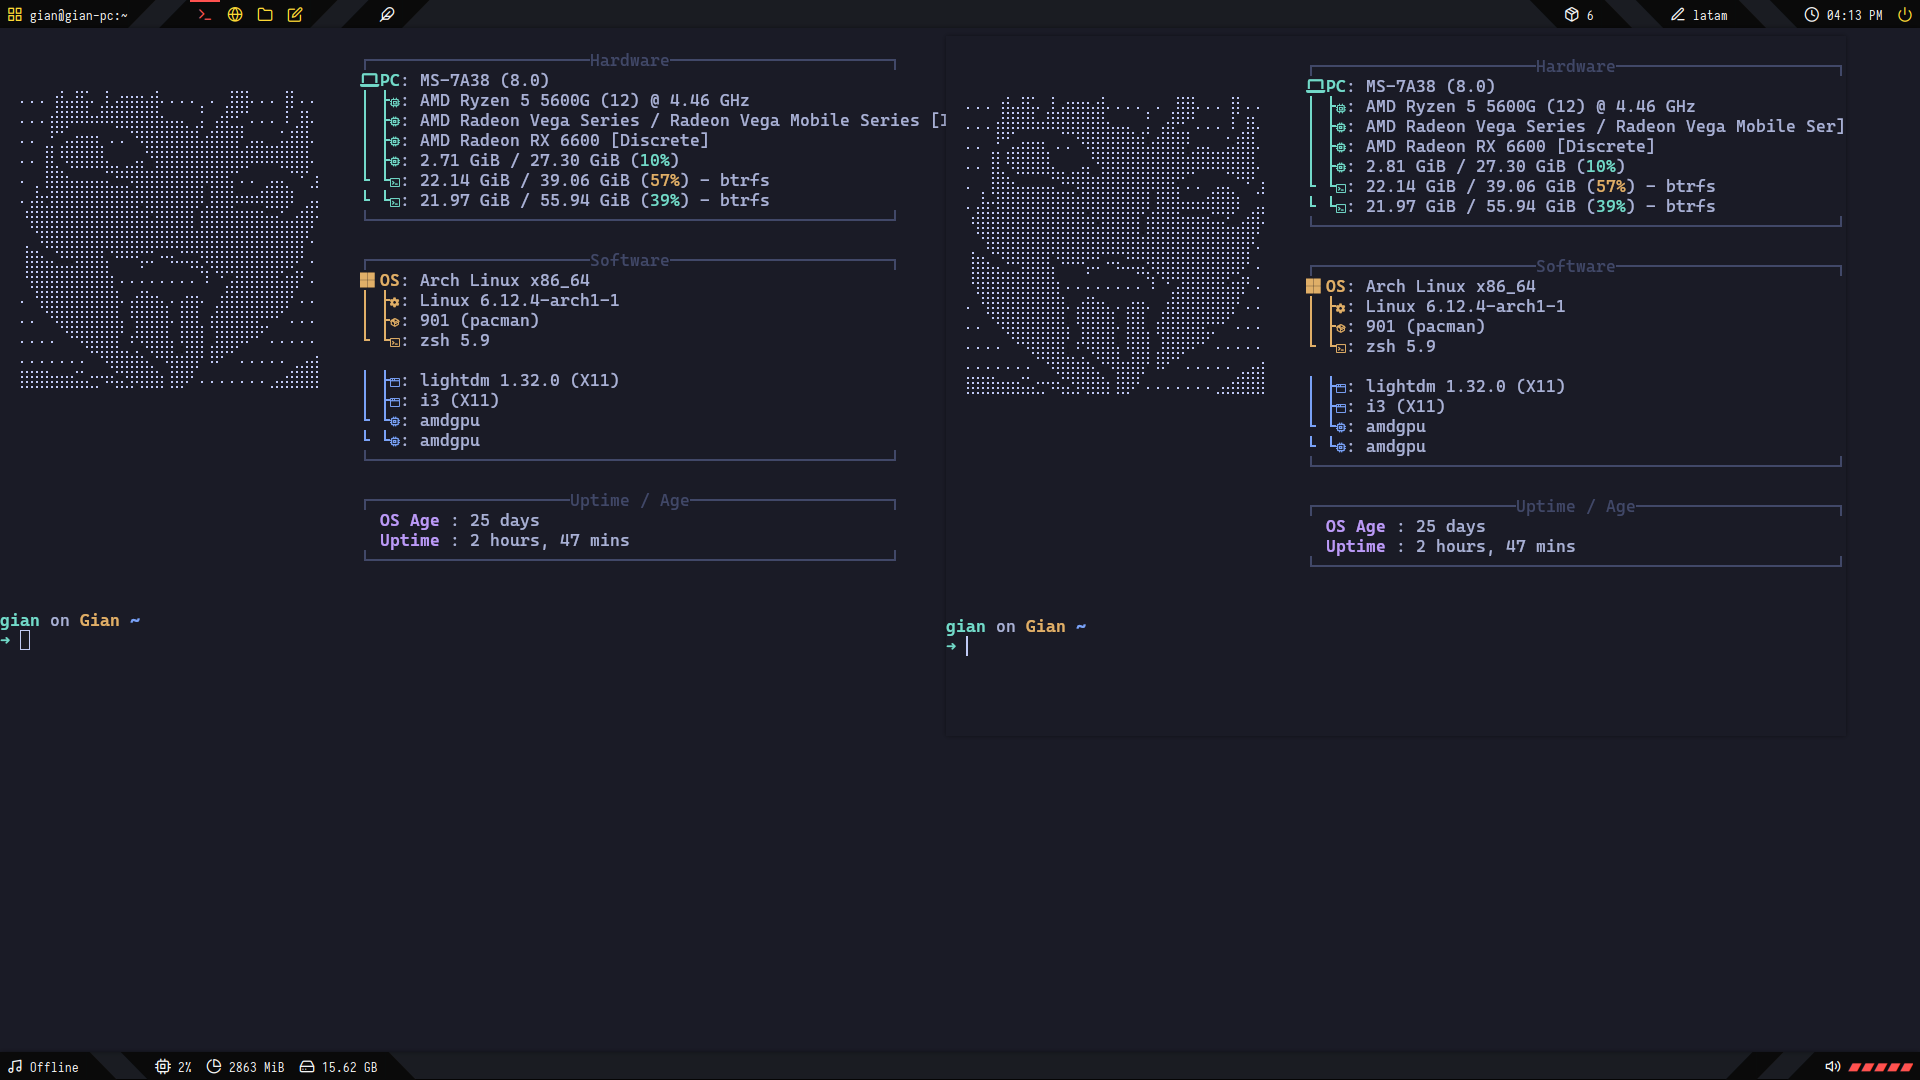 gian@gian-pc:~
6
latam
04:13 PM
Hardware
PC: MS-7A38 (8.0)
: AMD Ryzen 5 5600G (12) @ 4.46 GHz
: AMD Radeon Vega Series / Radeon Vega Mobile Series [
: AMD Radeon RX 6600 [Discrete]
: 2.71 GiB / 27.30 GiB (10%)
: 22.14 GiB / 39.06 GiB (57%) - btrfs
: 21.97 GiB / 55.94 GiB (39%) - btrfs
Software
OS: Arch Linux x86_64
: Linux 6.12.4-arch1-1
: 901 (pacman)
: zsh 5.9
: lightdm 1.32.0 (X11)
: i3 (X11)
: amdgpu
: amdgpu
Uptime / Age
OS Age : 25 days
Uptime : 2 hours, 47 mins
gian on Gian ~
➜
Hardware
PC: MS-7A38 (8.0)
: AMD Ryzen 5 5600G (12) @ 4.46 GHz
: AMD Radeon Vega Series / Radeon Vega Mobile Ser]
: AMD Radeon RX 6600 [Discrete]
: 2.81 GiB / 27.30 GiB (10%)
: 22.14 GiB / 39.06 GiB (57%) - btrfs
: 21.97 GiB / 55.94 GiB (39%) - btrfs
Software
OS: Arch Linux x86_64
: Linux 6.12.4-arch1-1
: 901 (pacman)
: zsh 5.9
: lightdm 1.32.0 (X11)
: i3 (X11)
: amdgpu
: amdgpu
Uptime / Age
OS Age : 25 days
Uptime : 2 hours, 47 mins
gian on Gian ~
➜
Offline
2%
2863 MiB
15.62 GB